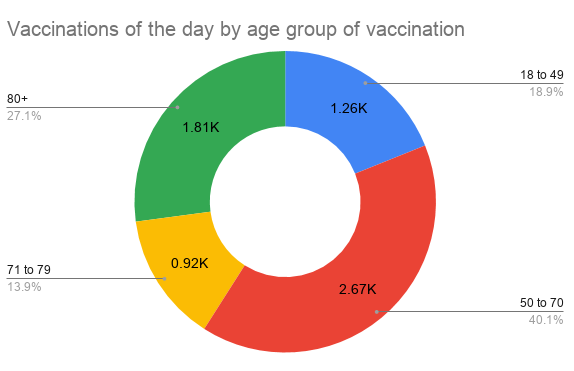 Vaccinations of the day by age group of vaccination
18 to 49
18.9%
80+
27.1%
1.26K
1.81K
71 to 79
13.9%
0.92K
2.67K
50 to 70
40.1%